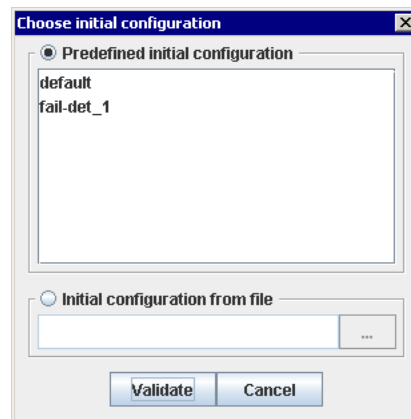 Choose initial configuration
Predefined initial configuration
default
fail-det_1
Initial configuration from file
...
Validate
Cancel